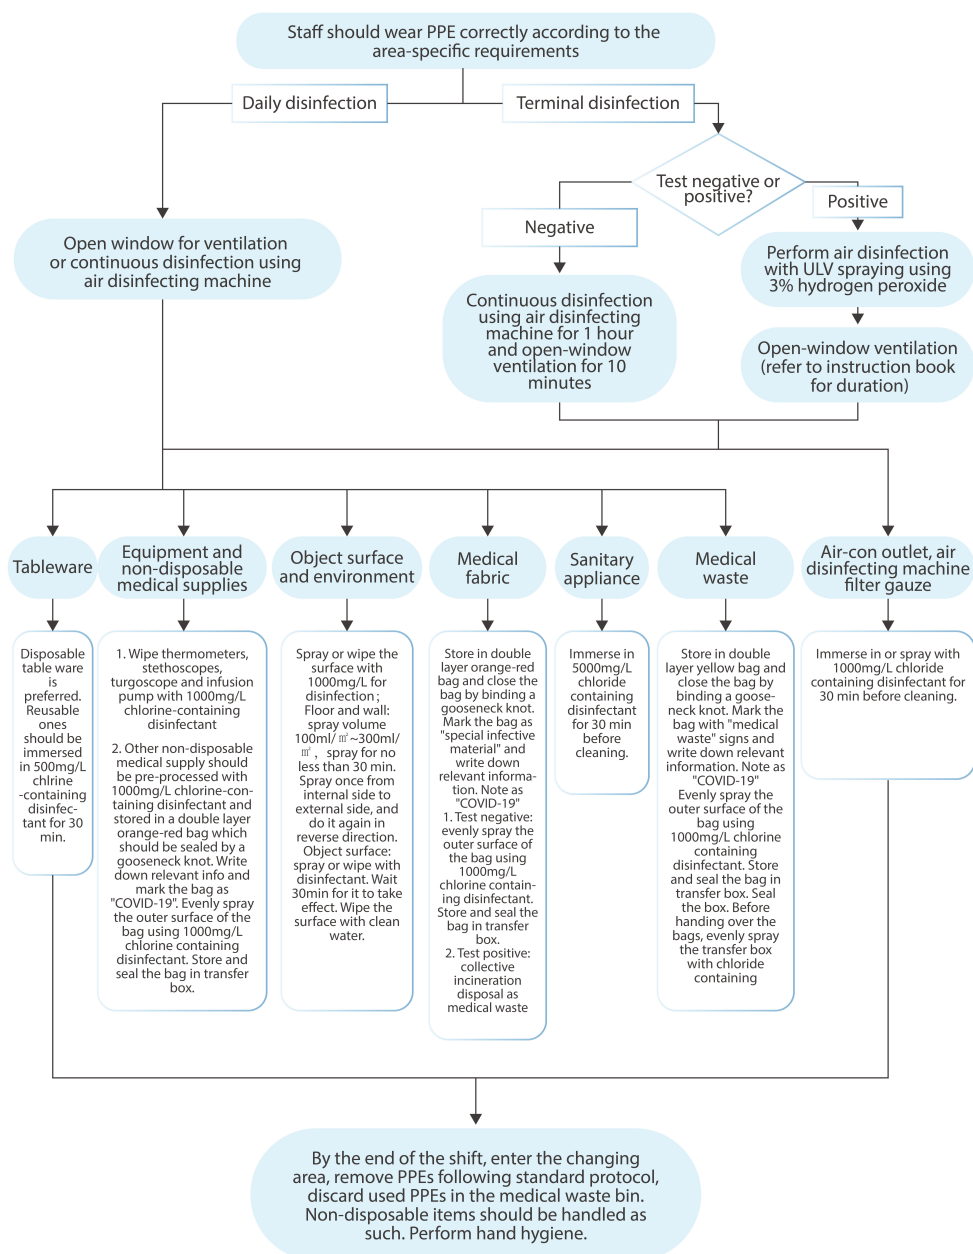 Staff should wear PPE correctly according to the
area-specific requirements
Daily disinfection
Terminal disinfection
Test negative or
positive?
Negative
Positive
Open window for ventilation
or continuous disinfection using
air disinfecting machine
Continuous disinfection
using air disinfecting
machine for 1 hour
and open-window
ventilation for 10
minutes
Perform air disinfection
with ULV spraying using
3% hydrogen peroxide
Open-window ventilation
(refer to instruction book
for duration)
Tableware
Equipment and
non-disposable
medical supplies
Object surface
and environment
Medical
fabric
Sanitary
appliance
Medical
waste
Air-con outlet, air
disinfecting machine
filter gauze
Disposable
table ware
is
preferred.
Reusable
ones
should be
immersed
in 500mg/L
chlrine
-containing
disinfec-
tant for 30
min.
1. Wipe thermometers,
stethoscopes,
turgoscope and infusion
pump with 1000mg/L
chlorine-containing
disinfectant
2. Other non-disposable
medical supply should
be pre-processed with
1000mg/L chlorine-con-
taining disinfectant and
stored in a double layer
orange-red bag which
should be sealed by a
gooseneck knot. Write
down relevant info and
mark the bag as
"COVID-19". Evenly spray
the outer surface of the
bag using 1000mg/L
chlorine containing
disinfectant. Store and
seal the bag in transfer
box.
Spray or wipe the
surface with
1000mg/L for
disinfection；
Floor and wall:
spray volume
100ml/㎡~300ml/
㎡，spray for no
less than 30 min.
Spray once from
internal side to
external side, and
do it again in
reverse direction.
Object surface:
spray or wipe with
disinfectant. Wait
30min for it to take
effect. Wipe the
surface with clean
water.
Store in double
layer orange-red
bag and close the
bag by binding a
gooseneck knot.
Mark the bag as
"special infective
material" and
write down
relevant informa-
tion. Note as
"COVID-19"
1. Test negative:
evenly spray the
outer surface of
the bag using
1000mg/L
chlorine contain-
ing disinfectant.
Store and seal the
bag in transfer
box.
2. Test positive:
collective
incineration
disposal as
medical waste
Immerse in
5000mg/L
chloride
containing
disinfectant
for 30 min
before
cleaning.
Store in double
layer yellow bag and
close the bag by
binding a goose-
neck knot. Mark the
bag with "medical
waste" signs and
write down relevant
information. Note as
"COVID-19"
Evenly spray the
outer surface of the
bag using
1000mg/L chlorine
containing
disinfectant. Store
and seal the bag in
transfer box. Seal
the box. Before
handing over the
bags, evenly spray
the transfer box
with chloride
containing
Immerse in or spray with
1000mg/L chloride
containing disinfectant for
30 min before cleaning.
By the end of the shift, enter the changing
area, remove PPEs following standard protocol,
discard used PPEs in the medical waste bin.
Non-disposable items should be handled as
such. Perform hand hygiene.